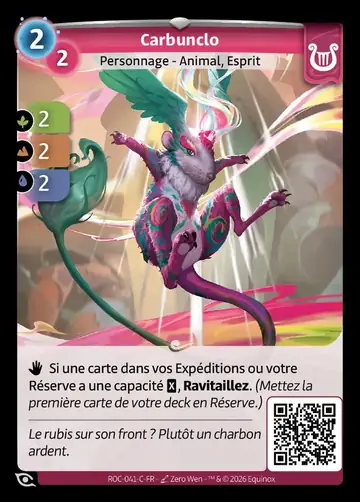 2
Carbunclo
2
Personnage - Animal, Esprit
2
2
2
Si une carte dans vos Expéditions ou votre
Réserve a une capacité X, Ravitaillez. (Mettez la
première carte de votre deck en Réserve.)
Le rubis sur son front ? Plutôt un charbon
ardent.
ROC-041-C-FR - Zero Wen - ™ & © 2026 Equinox